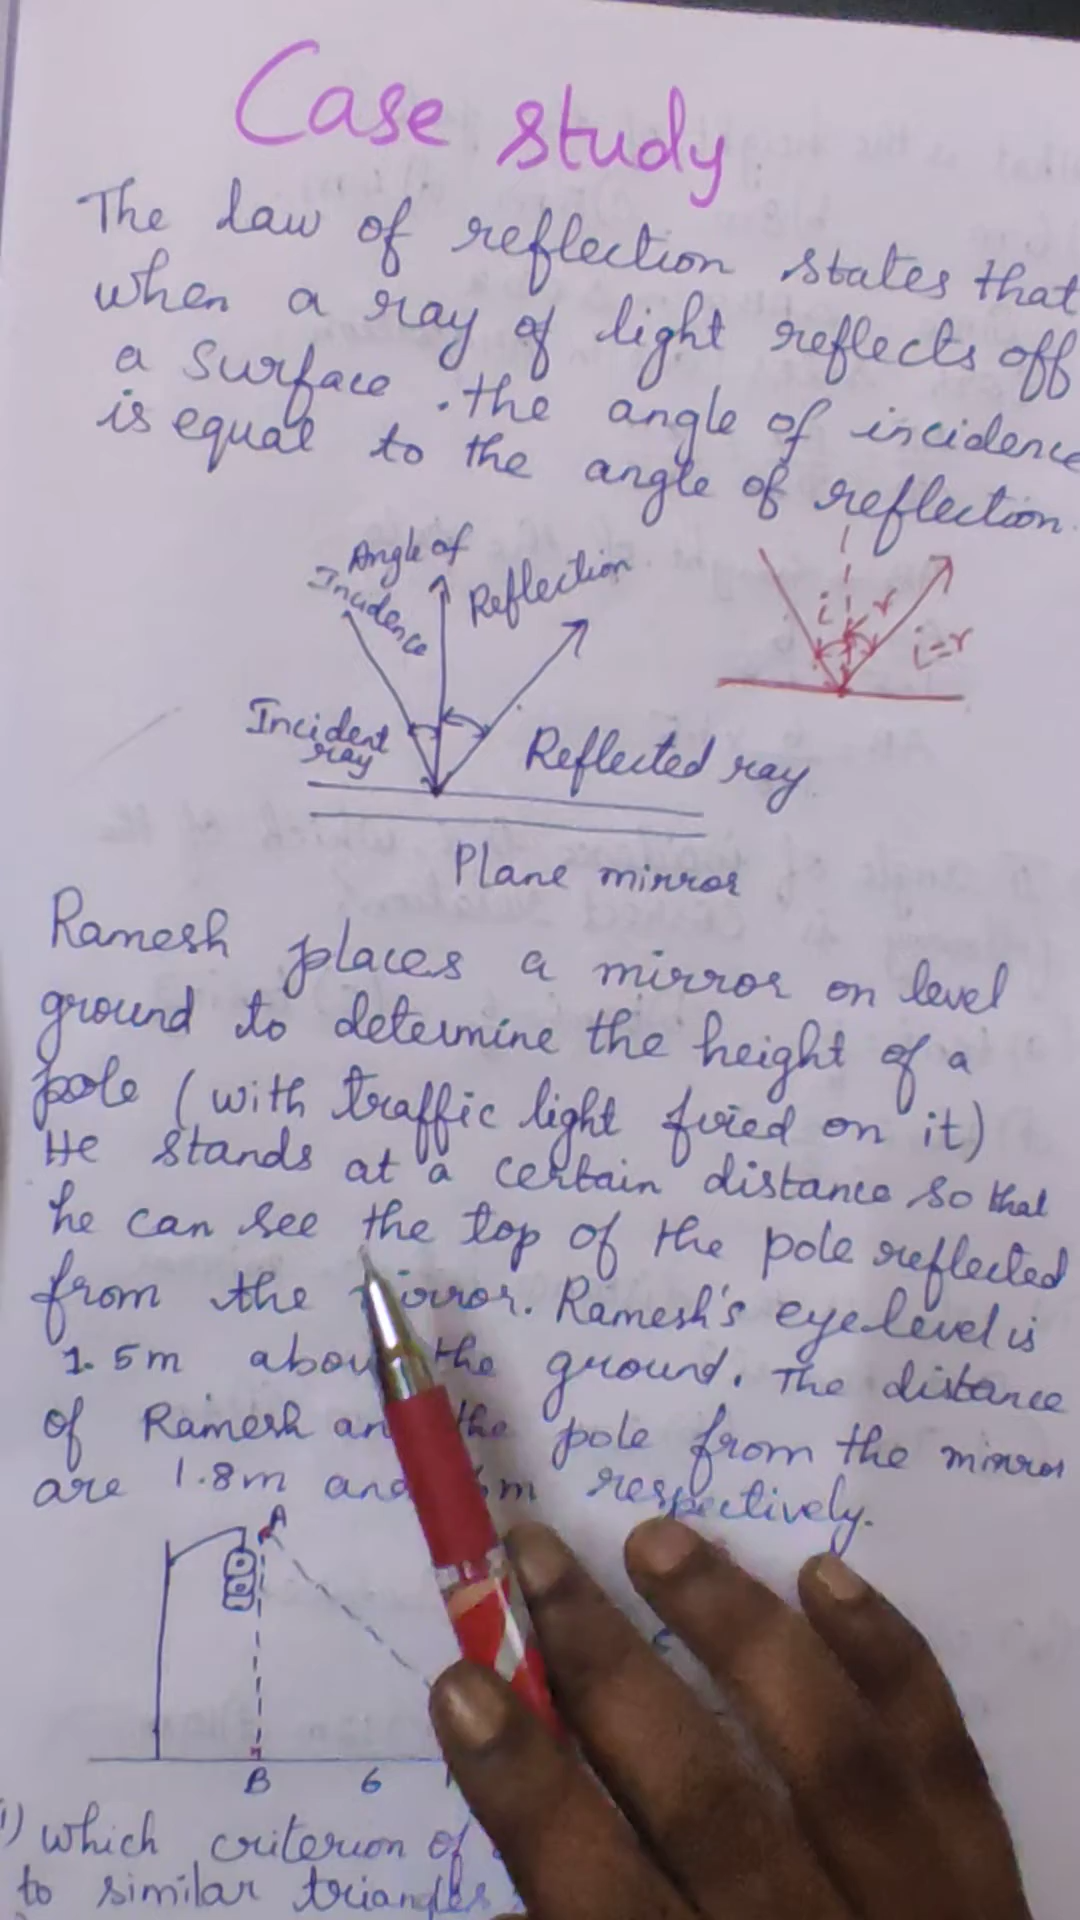 Case study
The law of reflection states that
when a ray of light reflects off
a surface. the angle of incidence
is equal to the angle of reflection.
Angle of
Incidence
Reflection
i r
i=r
Incident
ray
Reflected ray
Plane mirror
Ramesh places a mirror on level
ground to determine the height of a
pole (with traffic light fixed on it)
He stands at a certain distance so that
he can see the top of the pole reflected
from the mirror. Ramesh's eye level is
1.5m above the ground. The distance
of Ramesh and the pole from the mirror
are 1.8m and 6m respectively.
A
B 6
i) which criterion of
to similar triangles